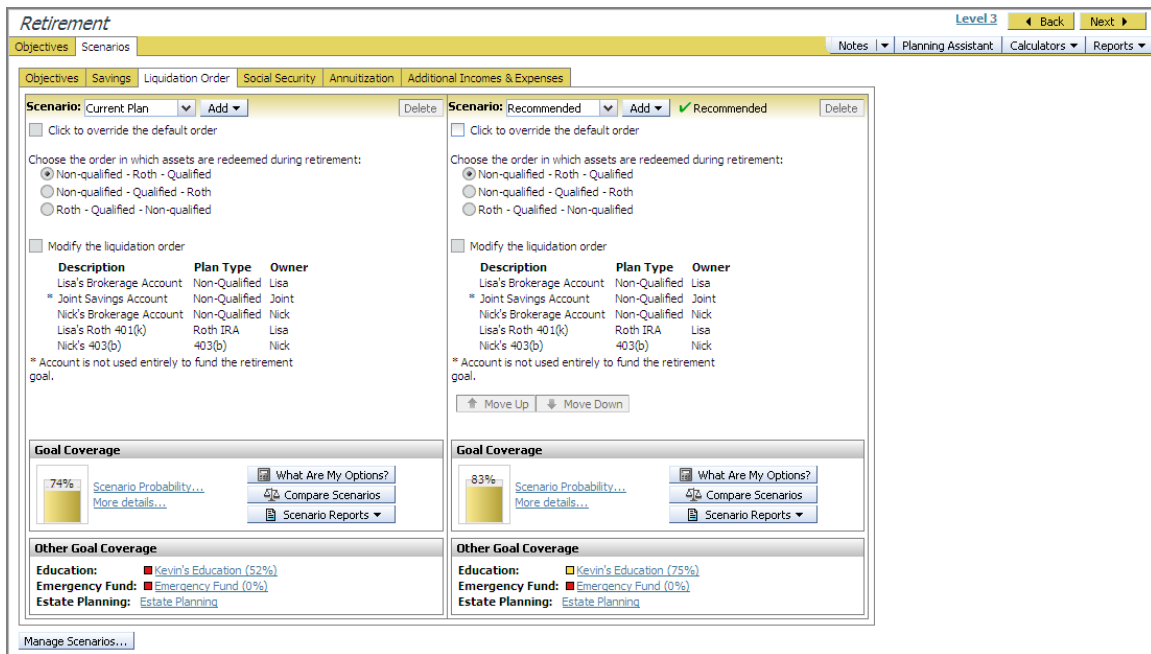 Retirement
Level 3
Back
Next
Objectives Scenarios
Notes Planning Assistant Calculators Reports
Objectives Savings Liquidation Order Social Security Annuitization Additional Incomes & Expenses
Scenario: Current Plan Add Delete
Click to override the default order
Choose the order in which assets are redeemed during retirement:
Non-qualified - Roth - Qualified
Non-qualified - Qualified - Roth
Roth - Qualified - Non-qualified
Modify the liquidation order
Description Plan Type Owner
Lisa's Brokerage Account Non-Qualified Lisa
* Joint Savings Account Non-Qualified Joint
Nick's Brokerage Account Non-Qualified Nick
Lisa's Roth 401(k) Roth IRA Lisa
Nick's 403(b) 403(b) Nick
* Account is not used entirely to fund the retirement
goal.
Goal Coverage
74%
Scenario Probability...
More details...
What Are My Options?
Compare Scenarios
Scenario Reports
Other Goal Coverage
Education: Kevin's Education (52%)
Emergency Fund: Emergency Fund (0%)
Estate Planning: Estate Planning
Scenario: Recommended Add Recommended Delete
Click to override the default order
Choose the order in which assets are redeemed during retirement:
Non-qualified - Roth - Qualified
Non-qualified - Qualified - Roth
Roth - Qualified - Non-qualified
Modify the liquidation order
Description Plan Type Owner
Lisa's Brokerage Account Non-Qualified Lisa
* Joint Savings Account Non-Qualified Joint
Nick's Brokerage Account Non-Qualified Nick
Lisa's Roth 401(k) Roth IRA Lisa
Nick's 403(b) 403(b) Nick
* Account is not used entirely to fund the retirement
goal.
Move Up Move Down
Goal Coverage
83%
Scenario Probability...
More details...
What Are My Options?
Compare Scenarios
Scenario Reports
Other Goal Coverage
Education: Kevin's Education (75%)
Emergency Fund: Emergency Fund (0%)
Estate Planning: Estate Planning
Manage Scenarios...